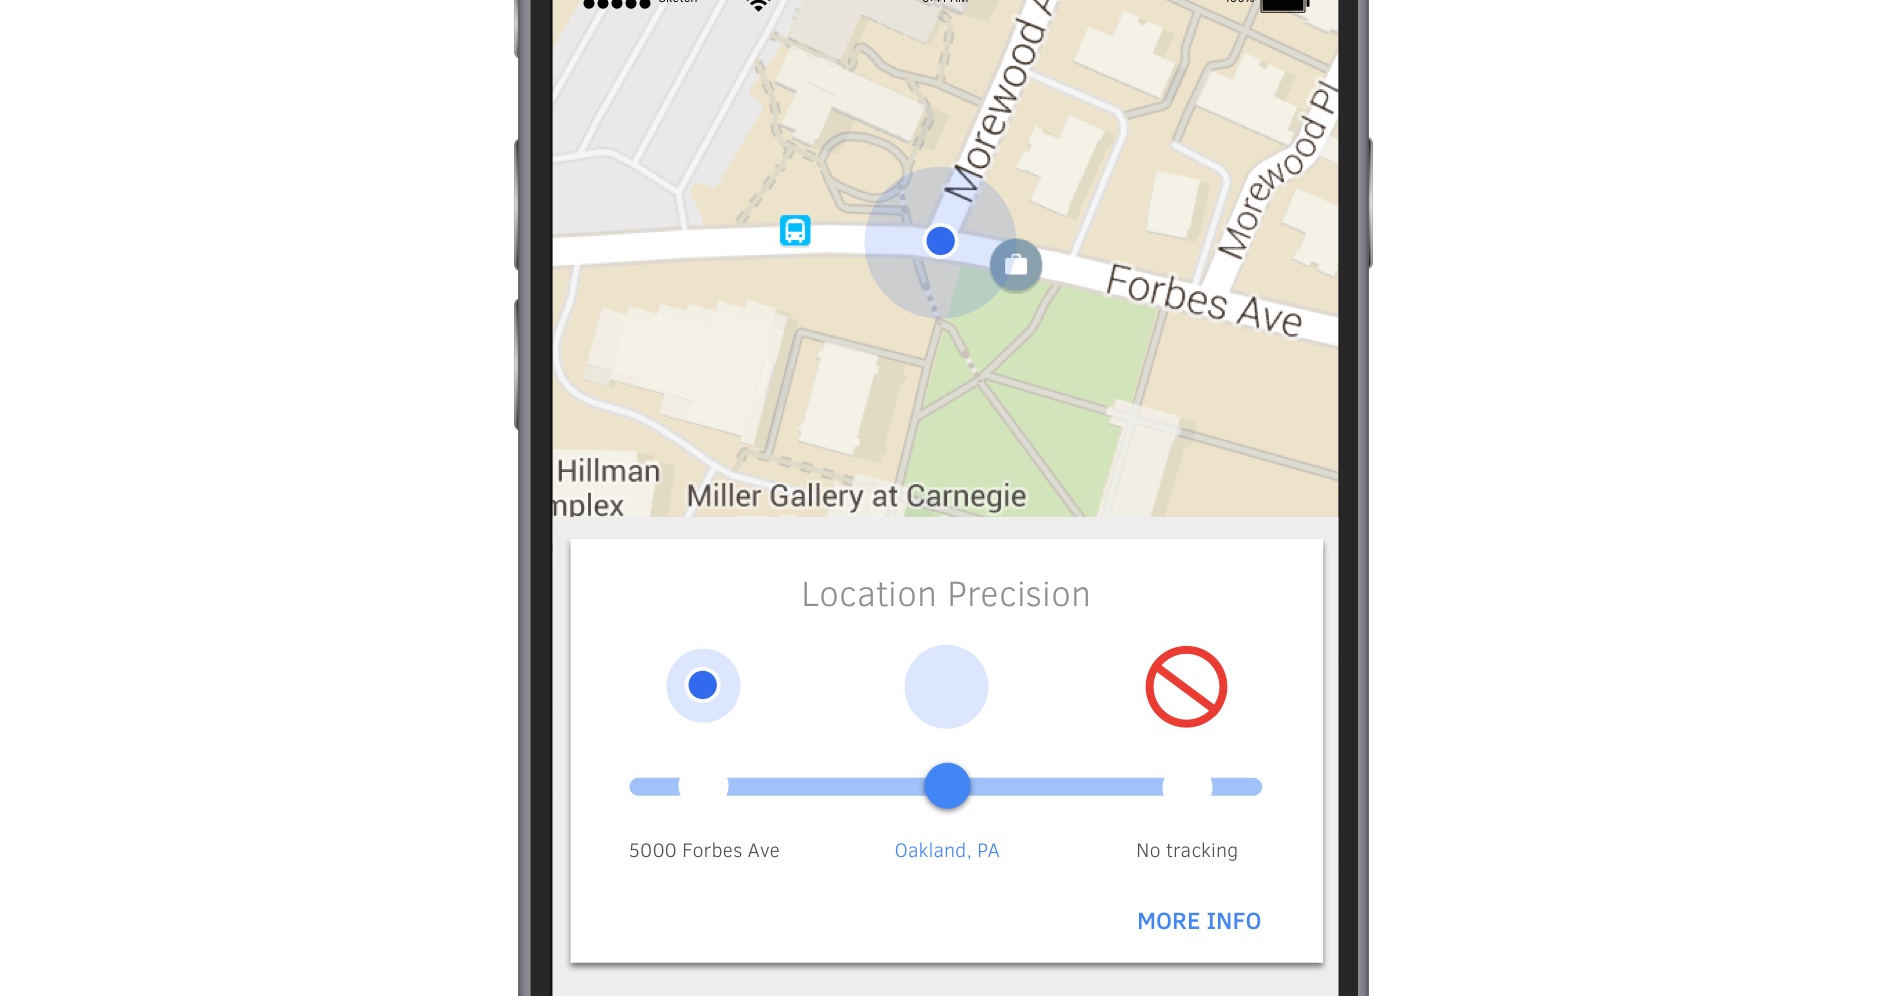 Morewood A
Morewood Pl
Forbes Ave
Hillman
mplex
Miller Gallery at Carnegie
Location Precision
5000 Forbes Ave
Oakland, PA
No tracking
MORE INFO